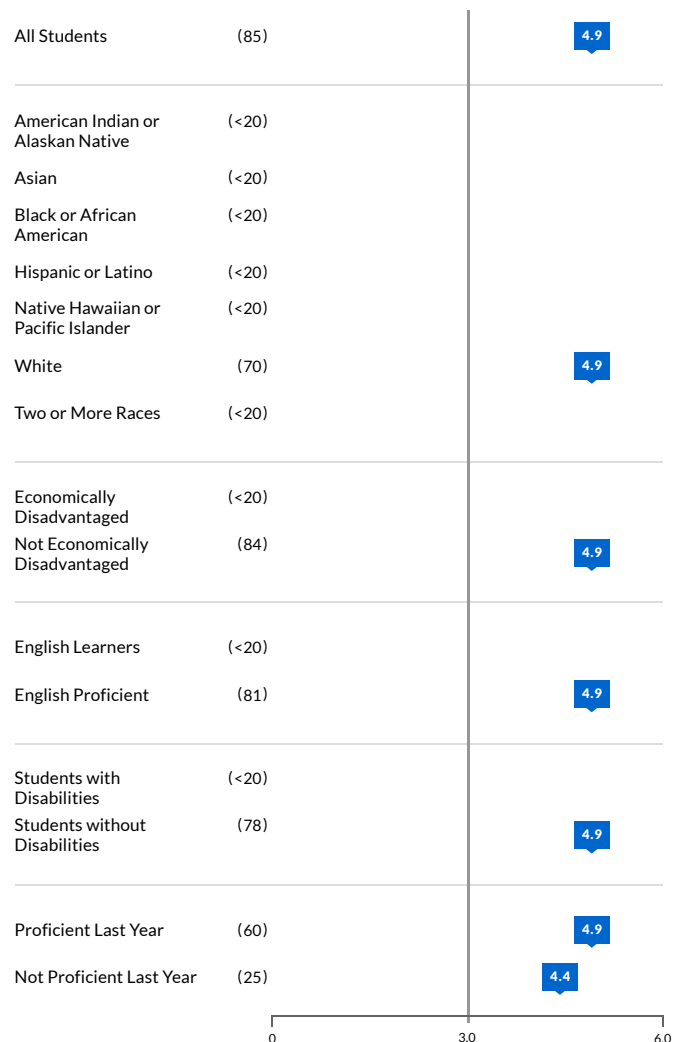 All Students (85) 4.9
American Indian or (<20)
Alaskan Native
Asian (<20)
Black or African (<20)
American
Hispanic or Latino (<20)
Native Hawaiian or (<20)
Pacific Islander
White (70) 4.9
Two or More Races (<20)
Economically (<20)
Disadvantaged
Not Economically (84) 4.9
Disadvantaged
English Learners (<20)
English Proficient (81) 4.9
Students with (<20)
Disabilities
Students without (78) 4.9
Disabilities
Proficient Last Year (60) 4.9
Not Proficient Last Year (25) 4.4
0 3.0 6.0